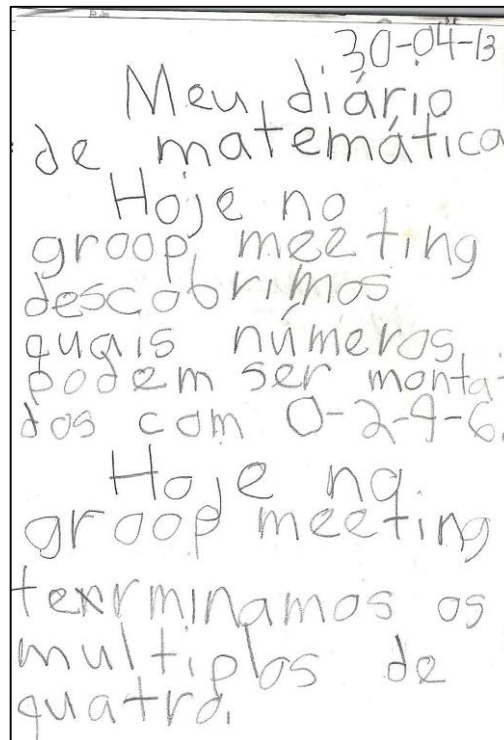 30-04-13
Meu diário
de matemática
Hoje no
groop meeting
descobrimos
quais números
podem ser monta-
dos com 0-2-4-6.
Hoje no
groop meeting
terminamos os
multiplos de
quatro.